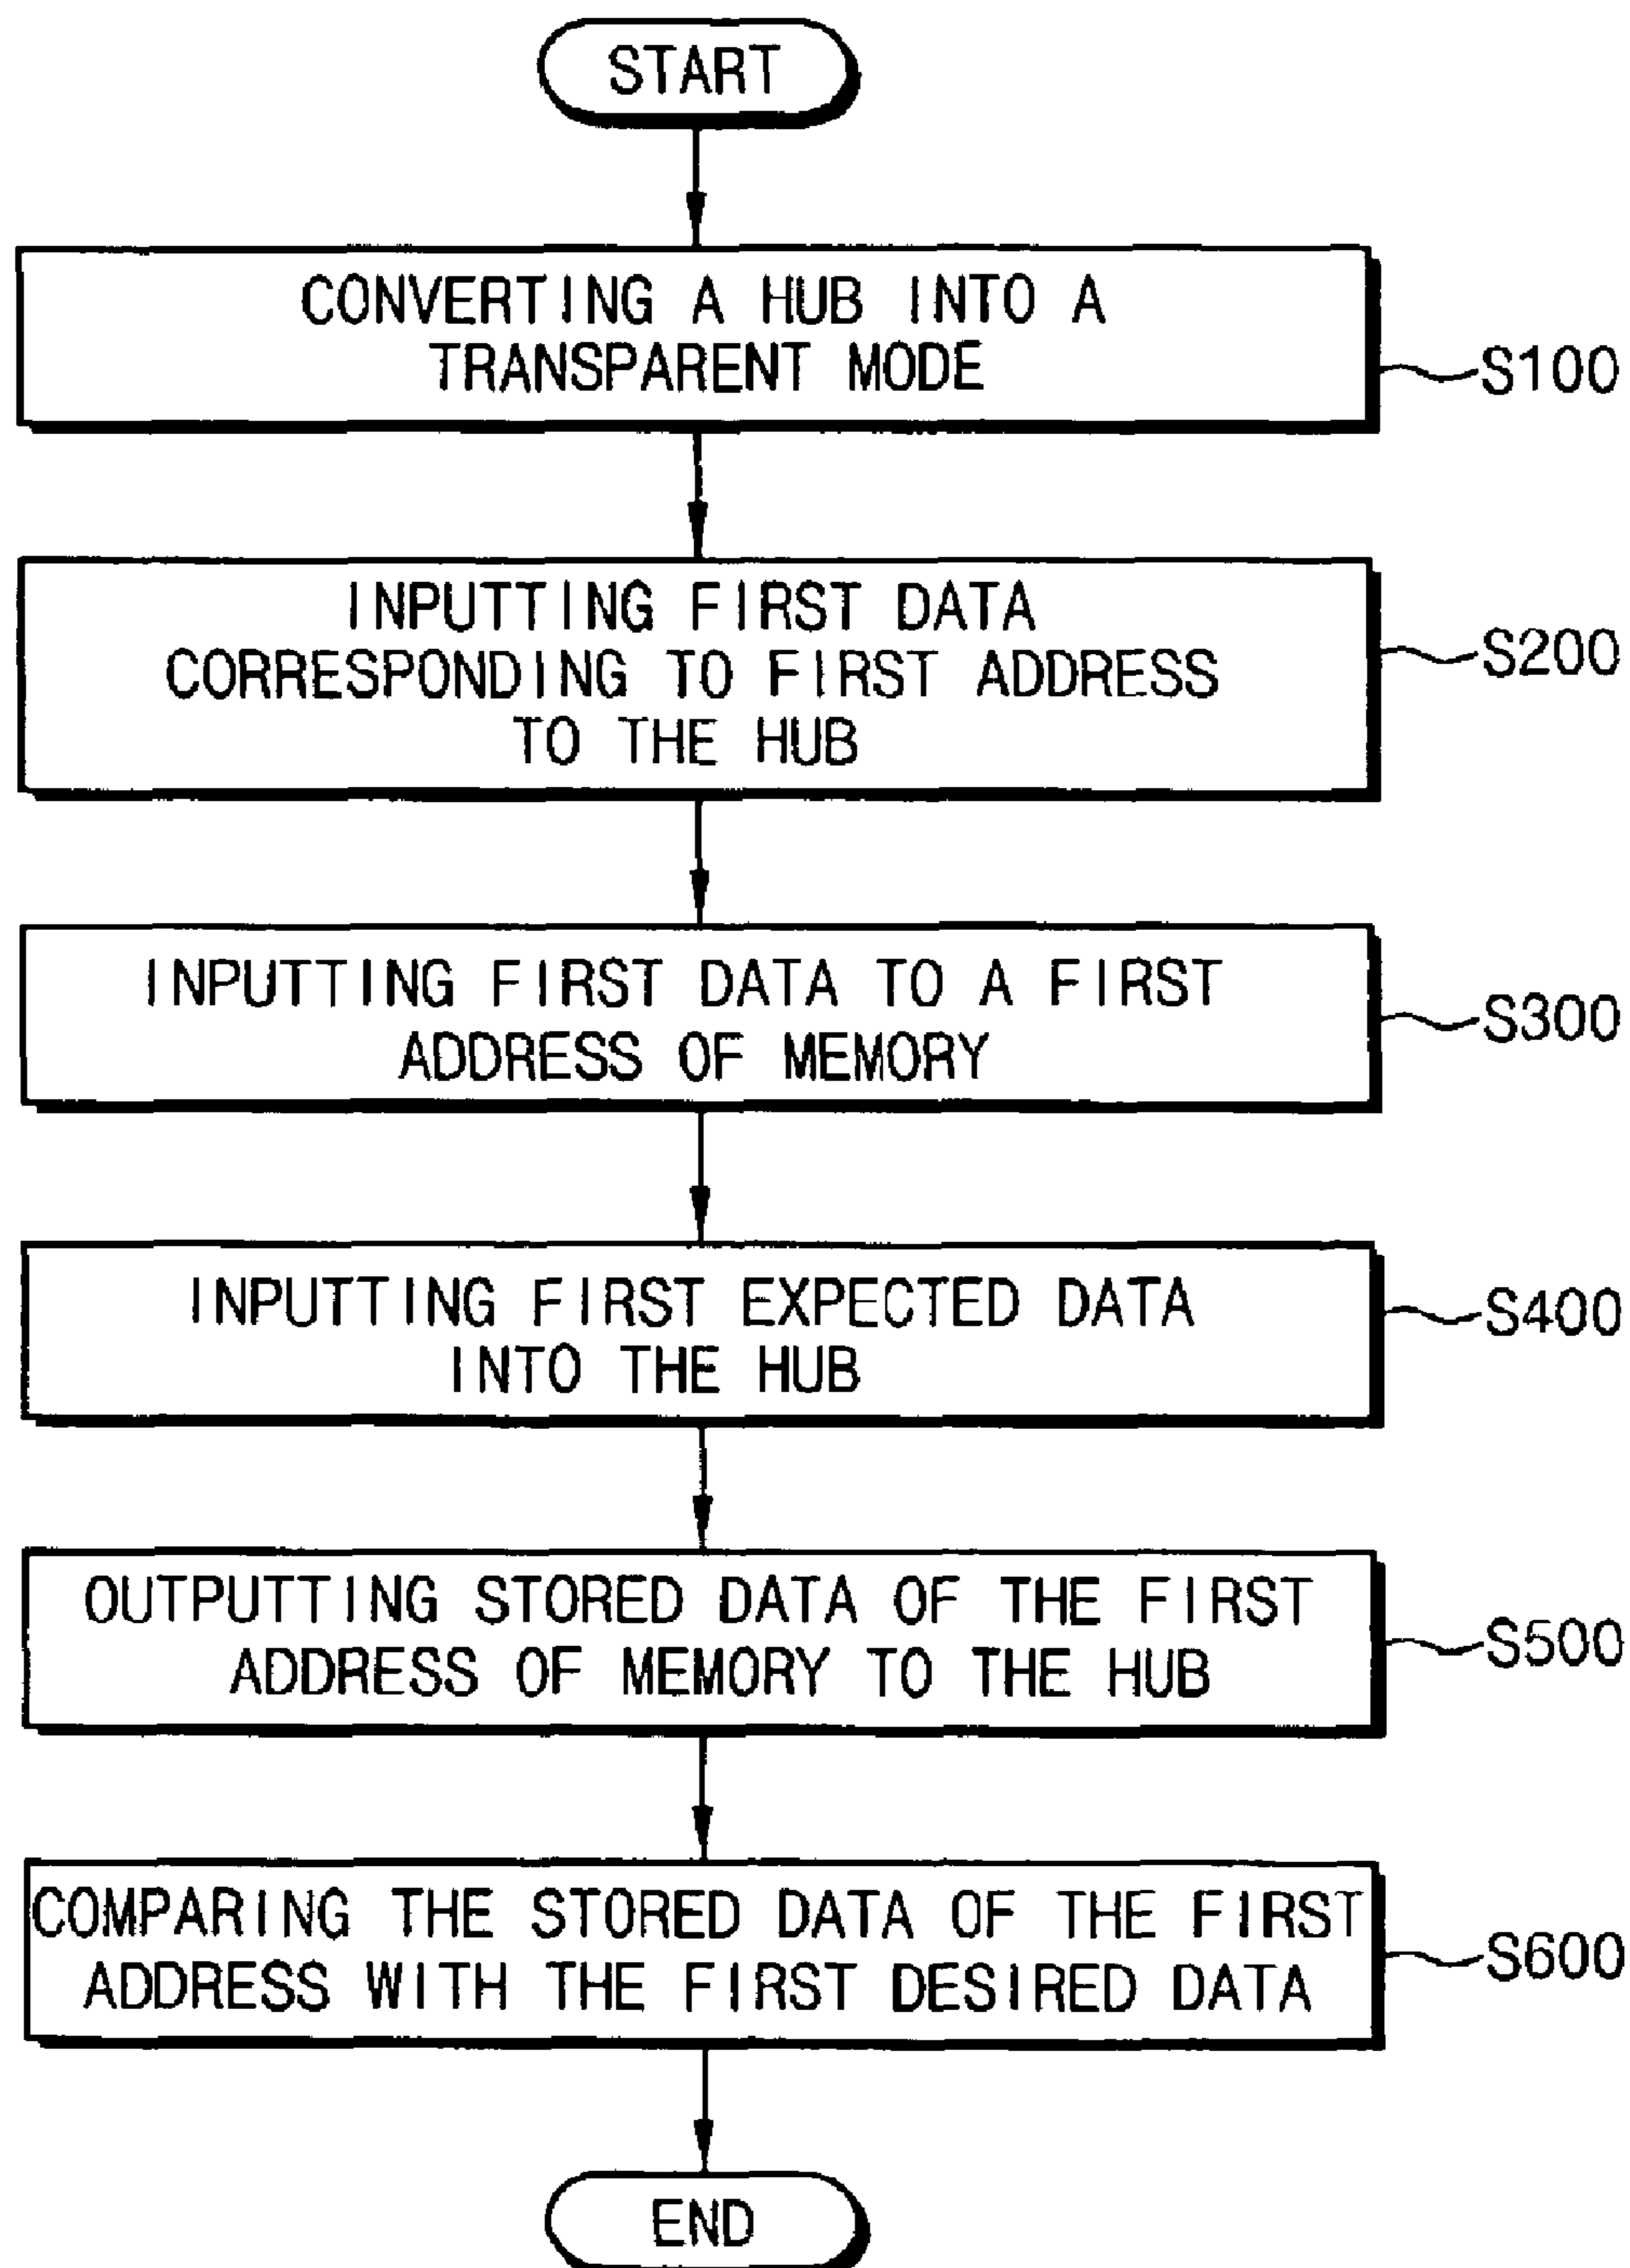 START
CONVERTING A HUB INTO A
TRANSPARENT MODE
S100
INPUTTING FIRST DATA
CORRESPONDING TO FIRST ADDRESS
TO THE HUB
S200
INPUTTING FIRST DATA TO A FIRST
ADDRESS OF MEMORY
S300
INPUTTING FIRST EXPECTED DATA
INTO THE HUB
S400
OUTPUTTING STORED DATA OF THE FIRST
ADDRESS OF MEMORY TO THE HUB
S500
COMPARING THE STORED DATA OF THE FIRST
ADDRESS WITH THE FIRST DESIRED DATA
S600
END